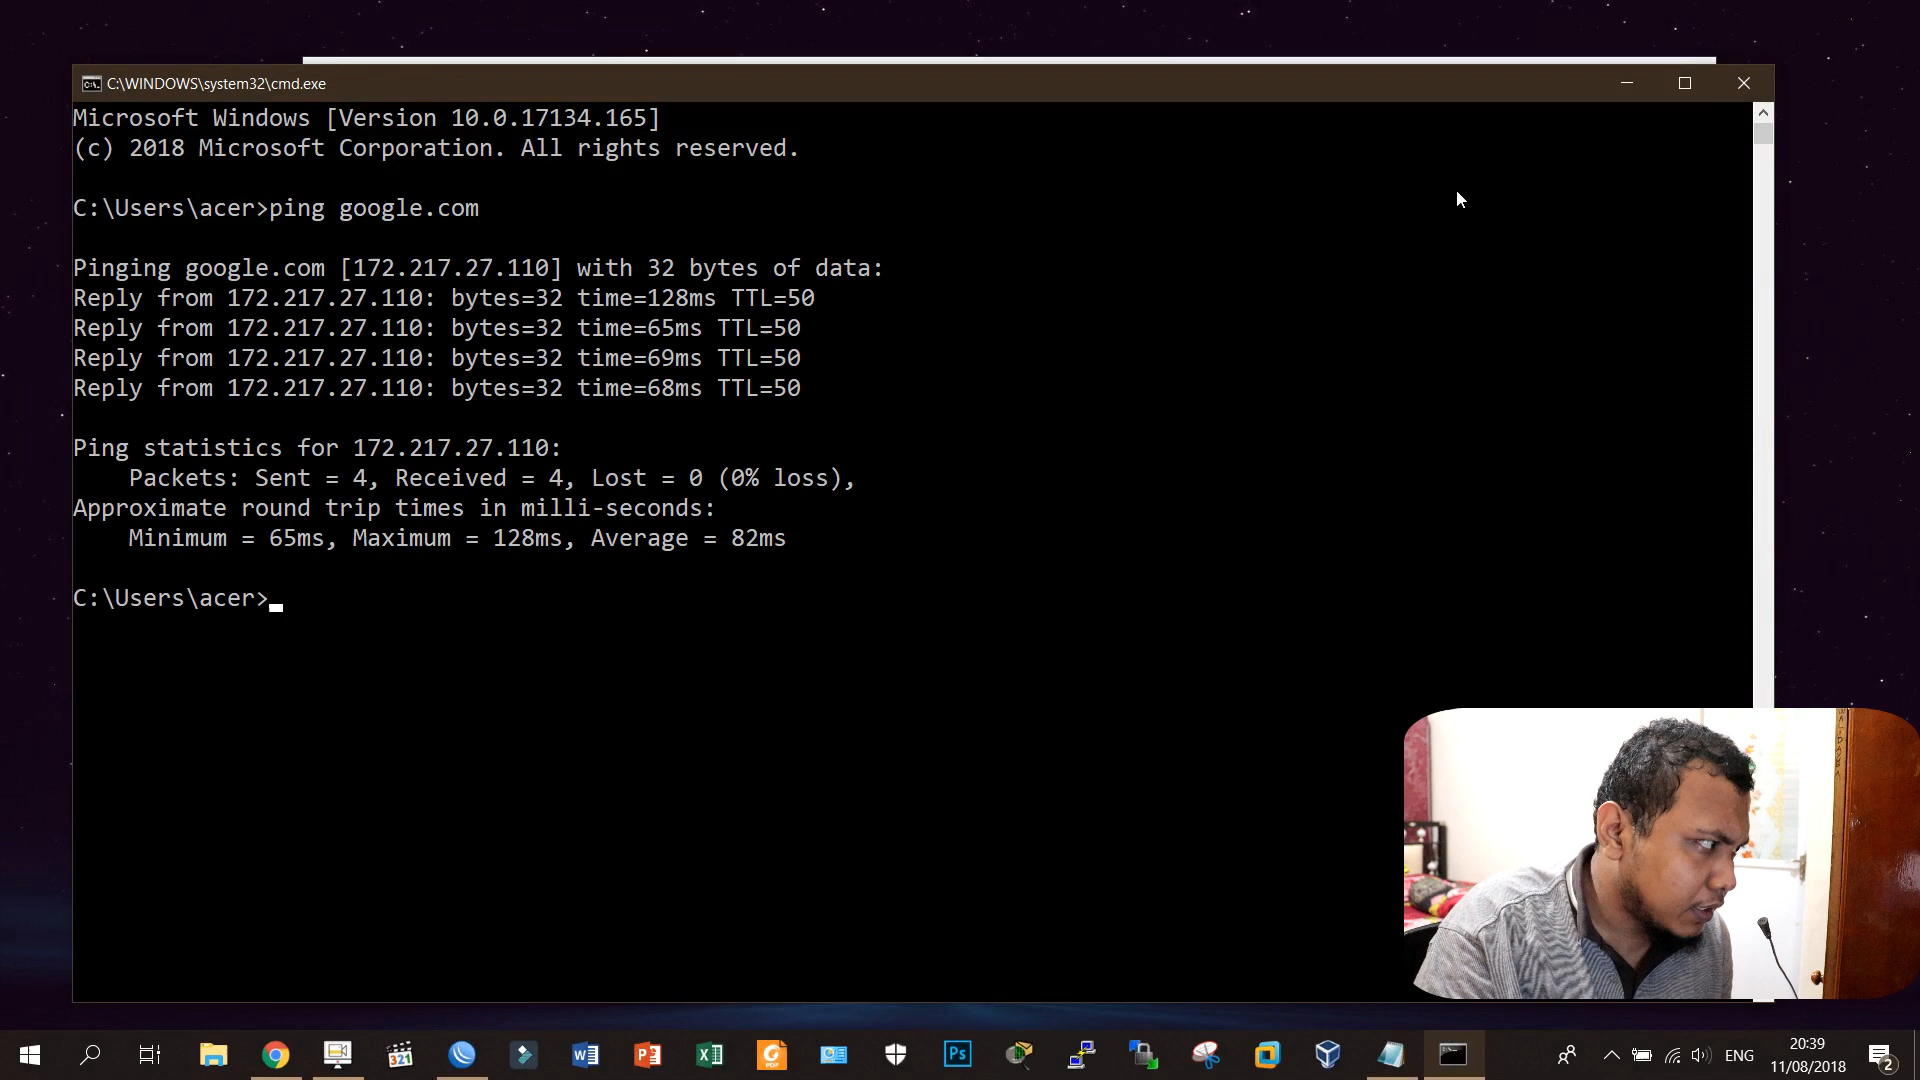 C:\WINDOWS\system32\cmd.exe
Microsoft Windows [Version 10.0.17134.165]
(c) 2018 Microsoft Corporation. All rights reserved.
C:\Users\acer>ping google.com
Pinging google.com [172.217.27.110] with 32 bytes of data:
Reply from 172.217.27.110: bytes=32 time=128ms TTL=50
Reply from 172.217.27.110: bytes=32 time=65ms TTL=50
Reply from 172.217.27.110: bytes=32 time=69ms TTL=50
Reply from 172.217.27.110: bytes=32 time=68ms TTL=50
Ping statistics for 172.217.27.110:
Packets: Sent = 4, Received = 4, Lost = 0 (0% loss),
Approximate round trip times in milli-seconds:
Minimum = 65ms, Maximum = 128ms, Average = 82ms
C:\Users\acer>
321
Ps
ENG
20:39
11/08/2018
2